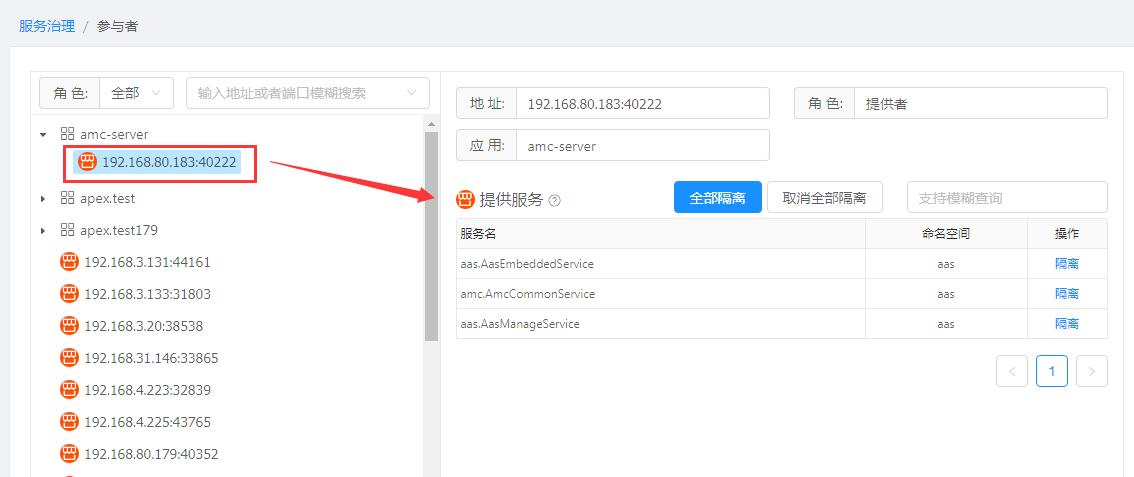 服务治理 / 参与者
角 色: 全部
输入地址或者端口模糊搜索
amc-server
192.168.80.183:40222
apex.test
apex.test179
192.168.3.131:44161
192.168.3.133:31803
192.168.3.20:38538
192.168.31.146:33865
192.168.4.223:32839
192.168.4.225:43765
192.168.80.179:40352
地 址: 192.168.80.183:40222
角 色: 提供者
应 用: amc-server
提供服务 ?
全部隔离 取消全部隔离 支持模糊查询
服务名 命名空间 操作
aas.AasEmbeddedService aas 隔离
amc.AmcCommonService aas 隔离
aas.AasManageService aas 隔离
< 1 >